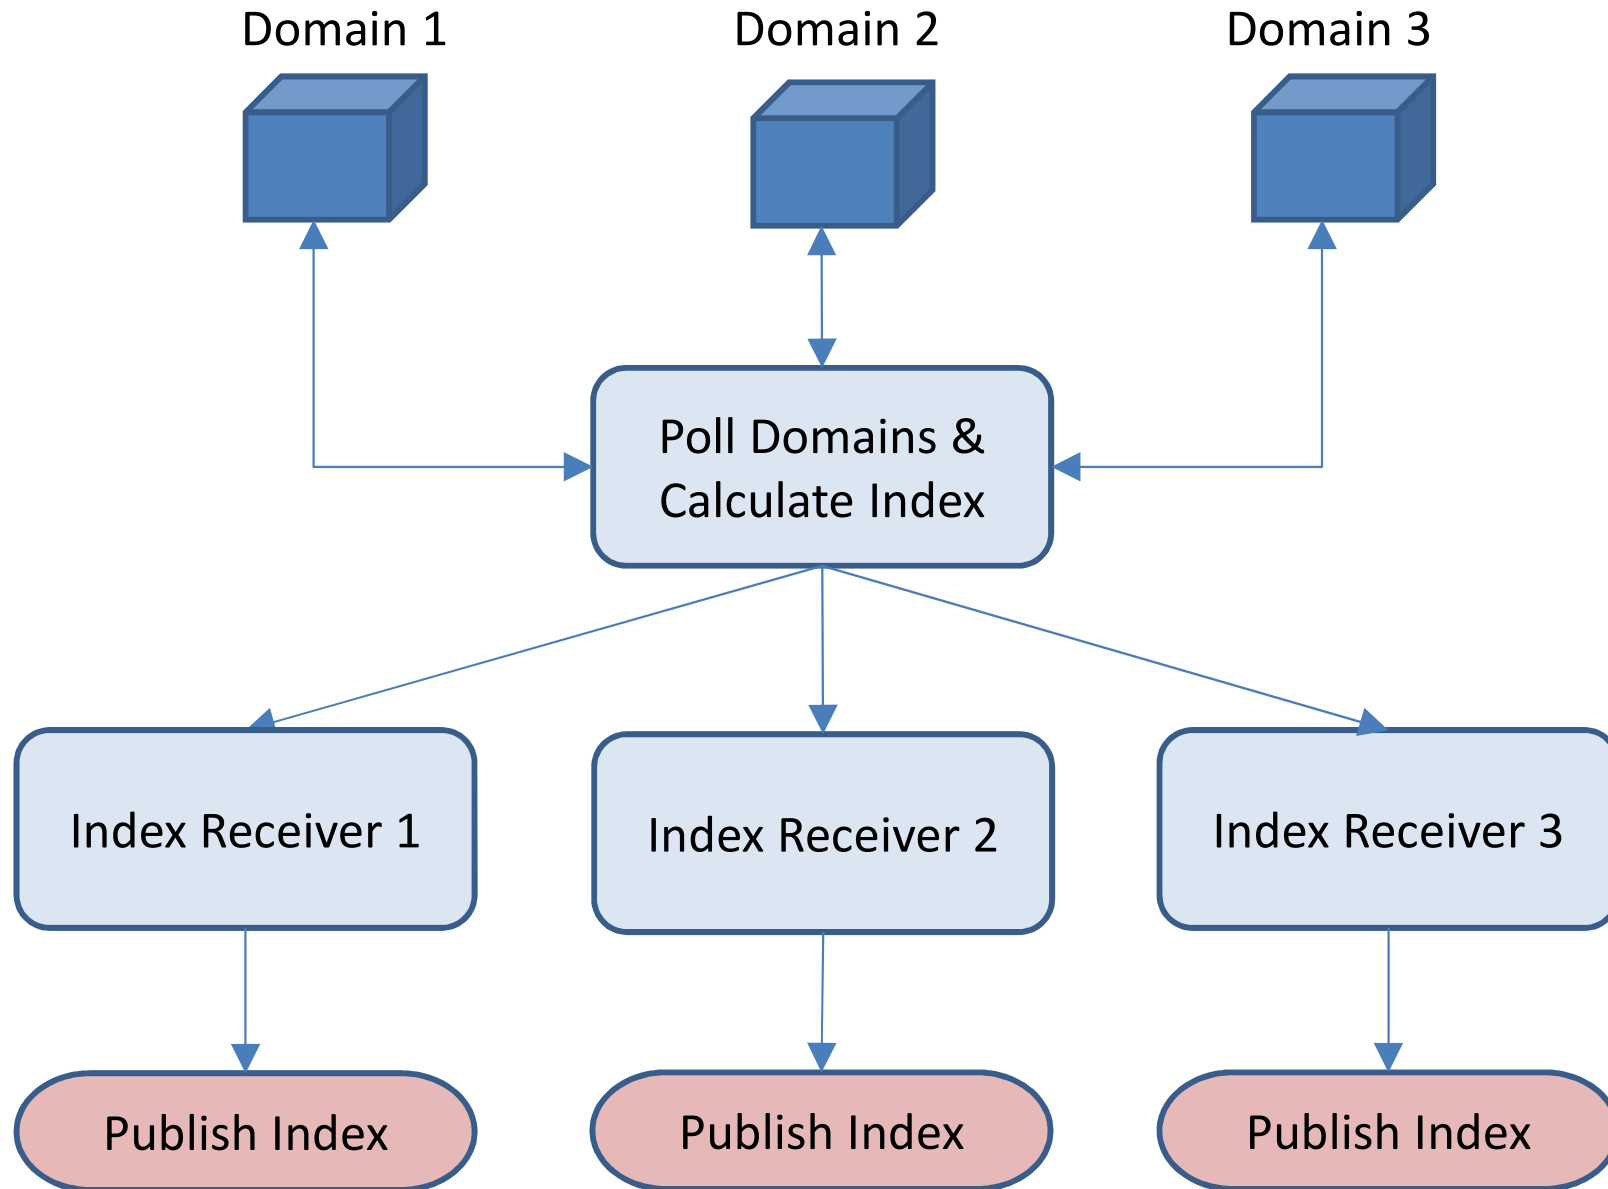 Domain 1
Domain 2
Domain 3
Poll Domains &
Calculate Index
Index Receiver 1
Index Receiver 2
Index Receiver 3
Publish Index
Publish Index
Publish Index